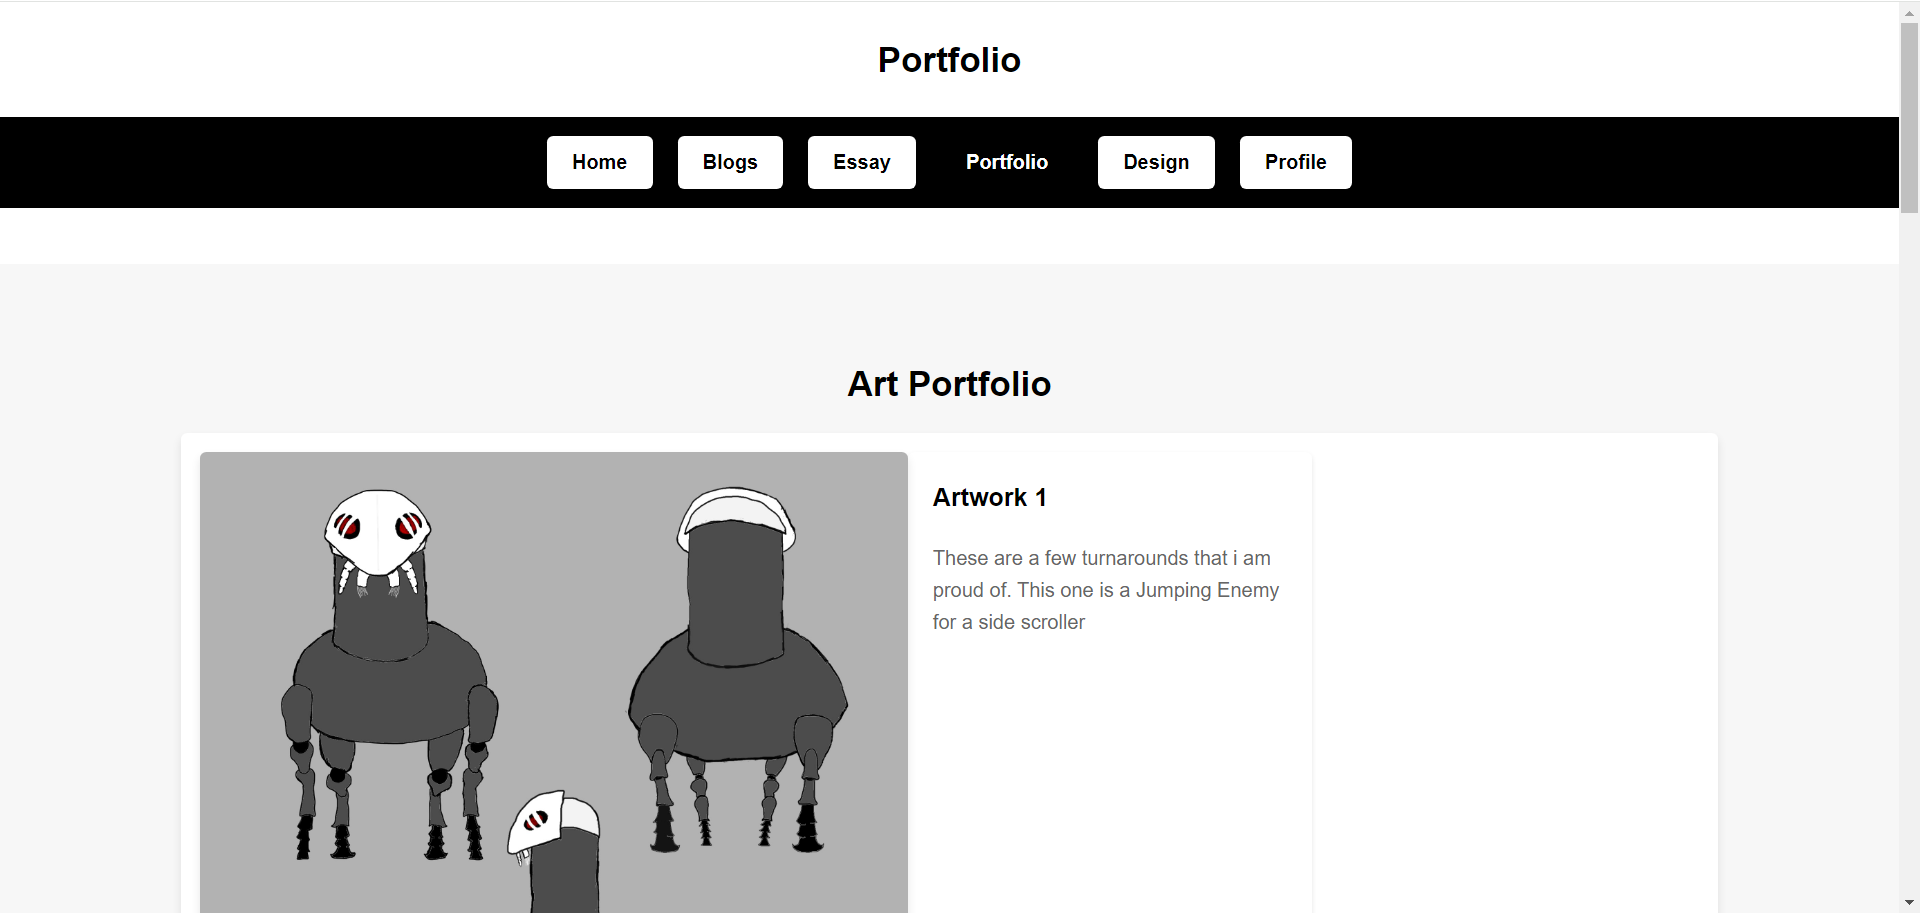 Portfolio
Home Blogs Essay Portfolio Design Profile
Art Portfolio
Artwork 1
These are a few turnarounds that i am
proud of. This one is a Jumping Enemy
for a side scroller